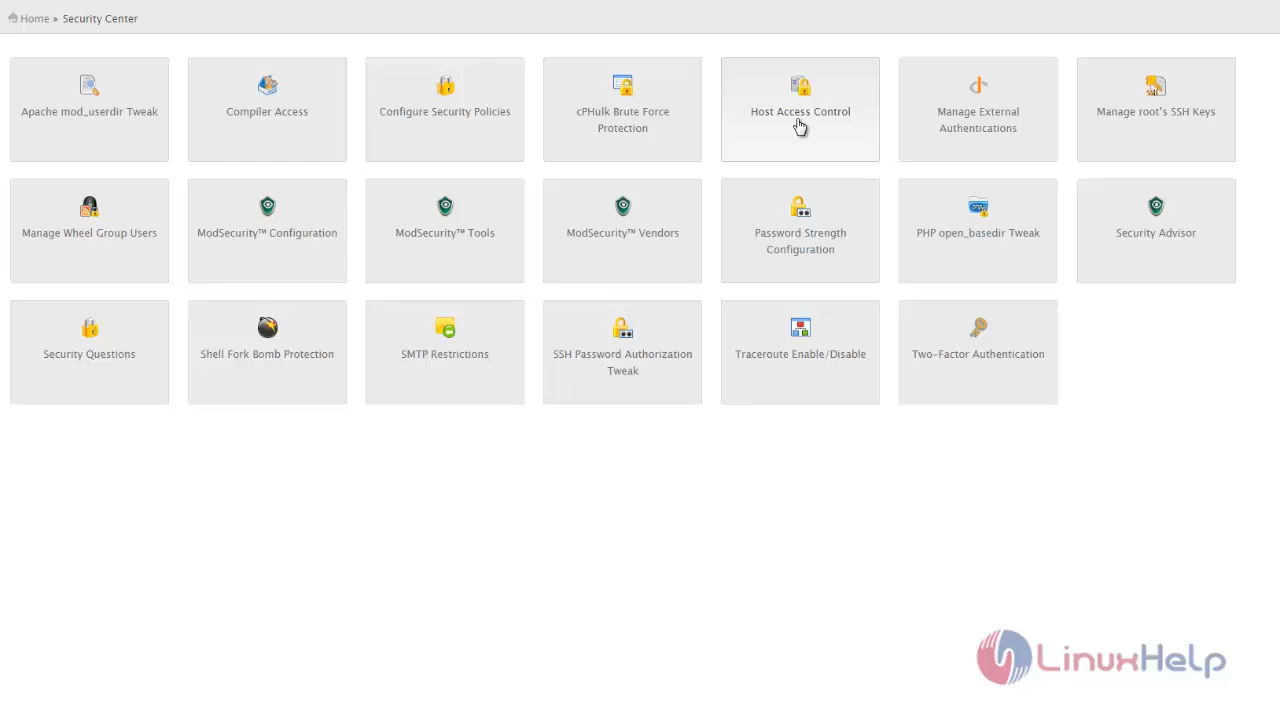 Home » Security Center
Apache mod_userdir Tweak
Compiler Access
Configure Security Policies
cPHulk Brute Force
Protection
Host Access Control
Manage External
Authentications
Manage root's SSH Keys
Manage Wheel Group Users
ModSecurity™ Configuration
ModSecurity™ Tools
ModSecurity™ Vendors
Password Strength
Configuration
PHP open_basedir Tweak
Security Advisor
Security Questions
Shell Fork Bomb Protection
SMTP Restrictions
SSH Password Authorization
Tweak
Traceroute Enable/Disable
Two-Factor Authentication
LinuxHelp